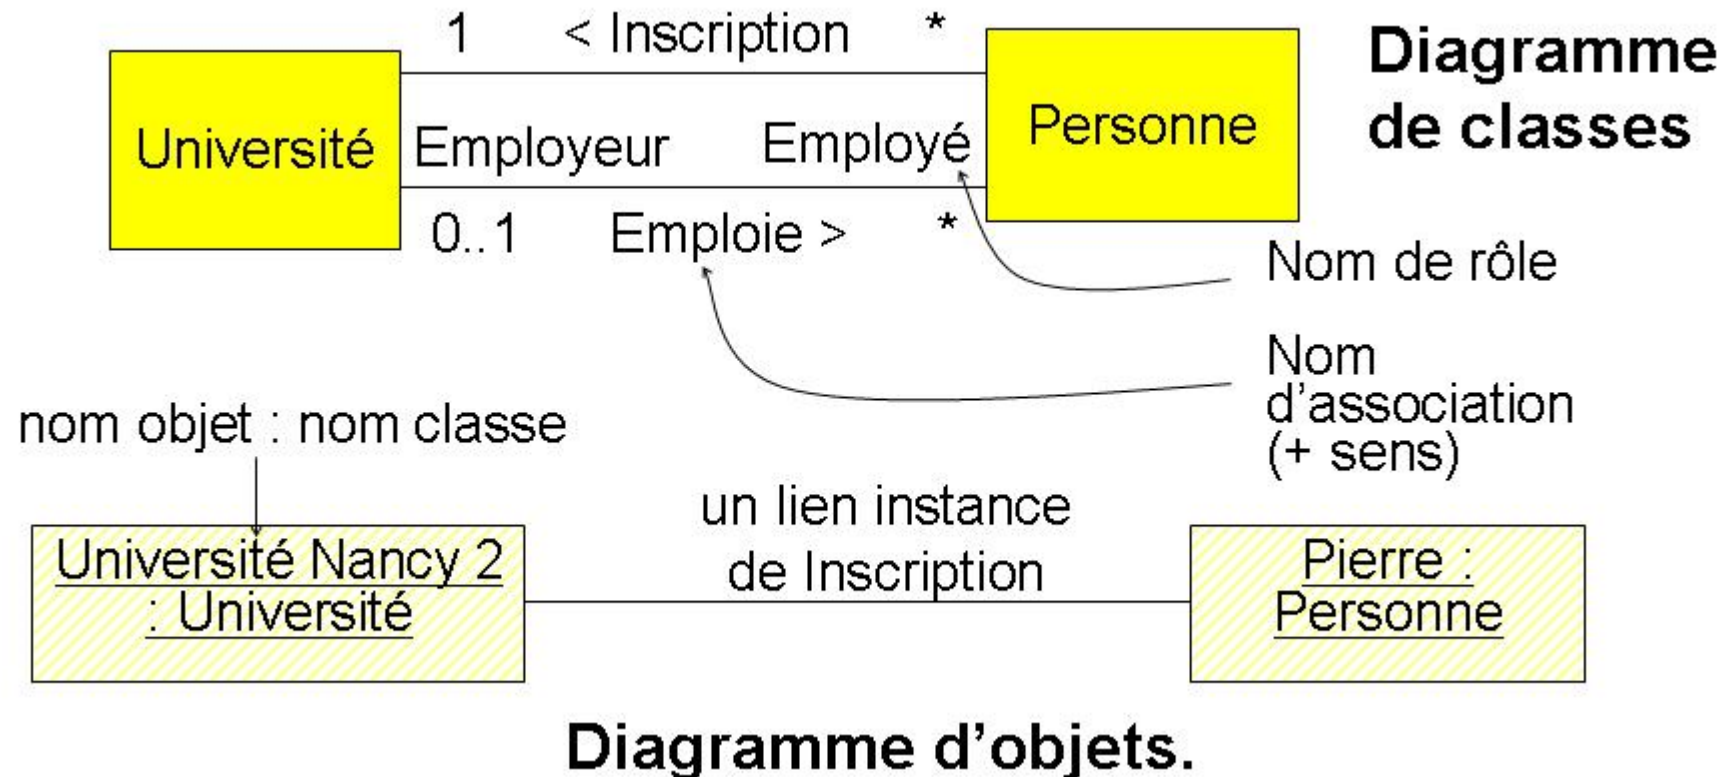 1 < Inscription *
Diagramme
de classes
Université
Employeur Employé
Personne
0..1 Emploie > *
Nom de rôle
Nom
d'association
(+ sens)
nom objet : nom classe
un lien instance
de Inscription
Université Nancy 2
: Université
Pierre :
Personne
Diagramme d'objets.